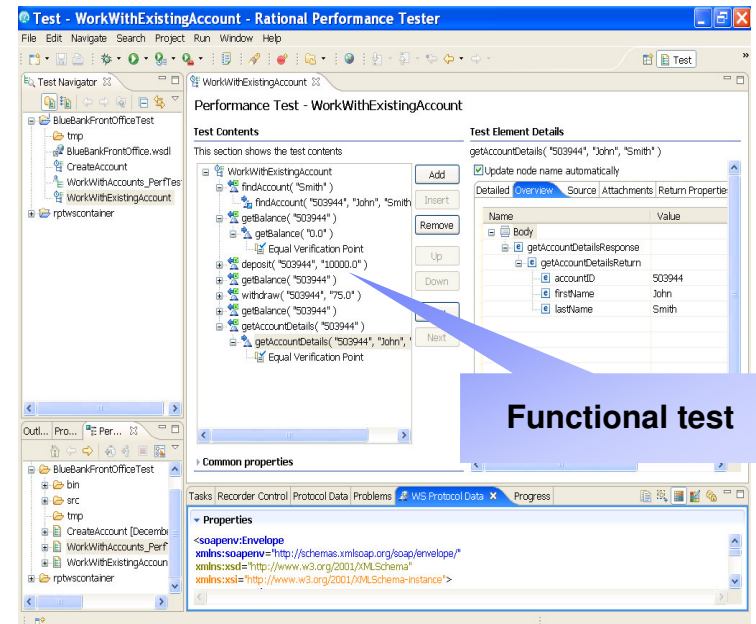 Test - WorkWithExistingAccount - Rational Performance Tester
File Edit Navigate Search Project Run Window Help
Test
»
Test Navigator
BlueBankFrontOfficeTest
tmp
BlueBankFrontOffice.wsdl
CreateAccount
WorkWithAccounts_PerfTes
WorkWithExistingAccount
rptwscontainer
Outl... Pro... Per...
BlueBankFrontOfficeTest
bin
src
tmp
CreateAccount [Decembe
WorkWithAccounts_Perf
WorkWithExistingAccoun
rptwscontainer
WorkWithExistingAccount
Performance Test - WorkWithExistingAccount
Test Contents
This section shows the test contents
WorkWithExistingAccount
findAccount( "Smith" )
findAccount( "503944", "John", "Smith
getBalance( "503944" )
getBalance( "0.0" )
Equal Verification Point
deposit( "503944", "10000.0" )
getBalance( "503944" )
withdraw( "503944", "75.0" )
getBalance( "503944" )
getAccountDetails( "503944" )
getAccountDetails( "503944", "John", "
Equal Verification Point
Add
Insert
Remove
Up
Down
Next
Common properties
Test Element Details
getAccountDetails( "503944", "John", "Smith" )
Update node name automatically
Detailed Overview Source Attachments Return Propertie
Name Value
Body
getAccountDetailsResponse
getAccountDetailsReturn
accountID 503944
firstName John
lastName Smith
Functional test
Tasks Recorder Control Protocol Data Problems WS Protocol Data Progress
Properties
<soapenv:Envelope
xmlns:soapenv="http://schemas.xmlsoap.org/soap/envelope/"
xmlns:xsd="http://www.w3.org/2001/XMLSchema"
xmlns:xsi="http://www.w3.org/2001/XMLSchema-instance">